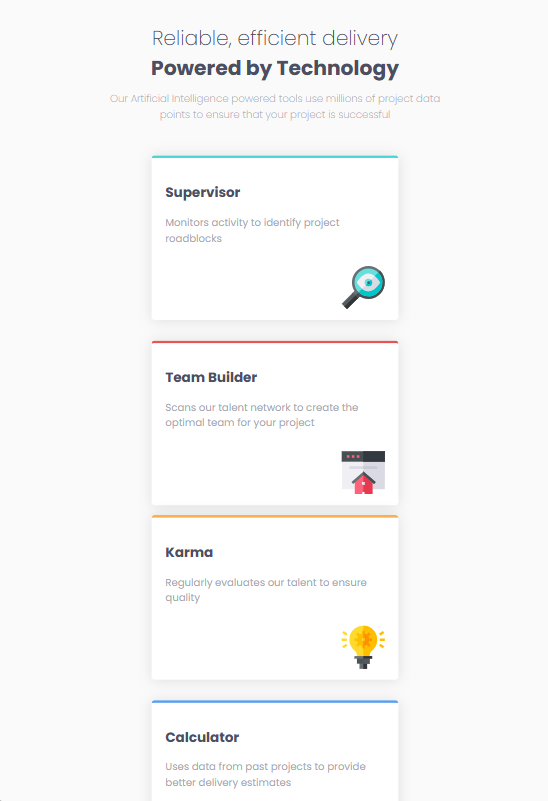 Reliable, efficient delivery
Powered by Technology
Our Artificial Intelligence powered tools use millions of project data
points to ensure that your project is successful
Supervisor
Monitors activity to identify project
roadblocks
Team Builder
Scans our talent network to create the
optimal team for your project
Karma
Regularly evaluates our talent to ensure
quality
Calculator
Uses data from past projects to provide
better delivery estimates